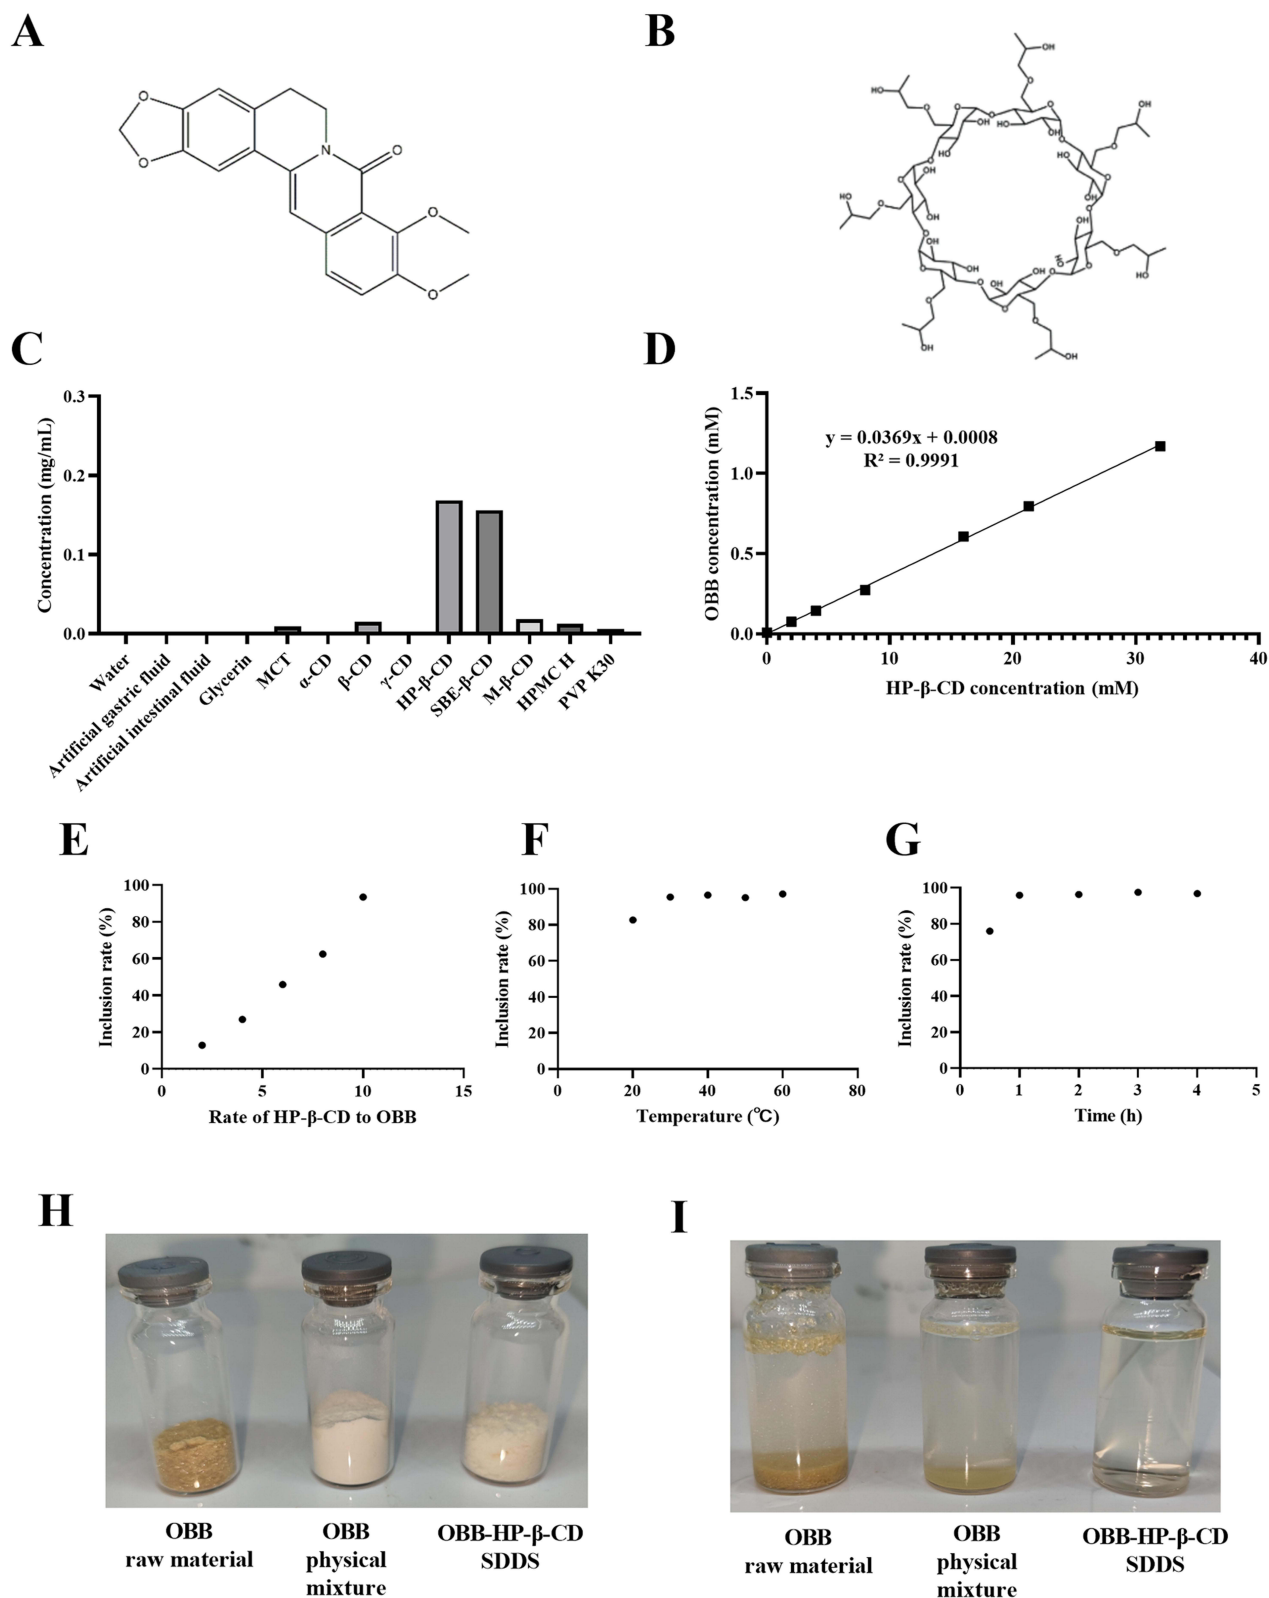 A
O
O
N
O
O
O
B
C
Concentration (mg/mL)
0.3
0.2
0.1
0.0
Water
Artificial gastric fluid
Artificial intestinal fluid
Glycerin
MCT
α-CD
β-CD
γ-CD
HP-β-CD
SBE-β-CD
M-β-CD
HPMC H
PVP K30
D
OBB concentration (mM)
1.5
1.0
0.5
0.0
y = 0.0369x + 0.0008
R² = 0.9991
0 10 20 30 40
HP-β-CD concentration (mM)
E
Inclusion rate (%)
100
80
60
40
20
0
0 5 10 15
Rate of HP-β-CD to OBB
F
Inclusion rate (%)
100
80
60
40
20
0
0 20 40 60 80
Temperature (℃)
G
Inclusion rate (%)
100
80
60
40
20
0
0 1 2 3 4 5
Time (h)
H
OBB
raw material
OBB
physical
mixture
OBB-HP-β-CD
SDDS
I
OBB
raw material
OBB
physical
mixture
OBB-HP-β-CD
SDDS